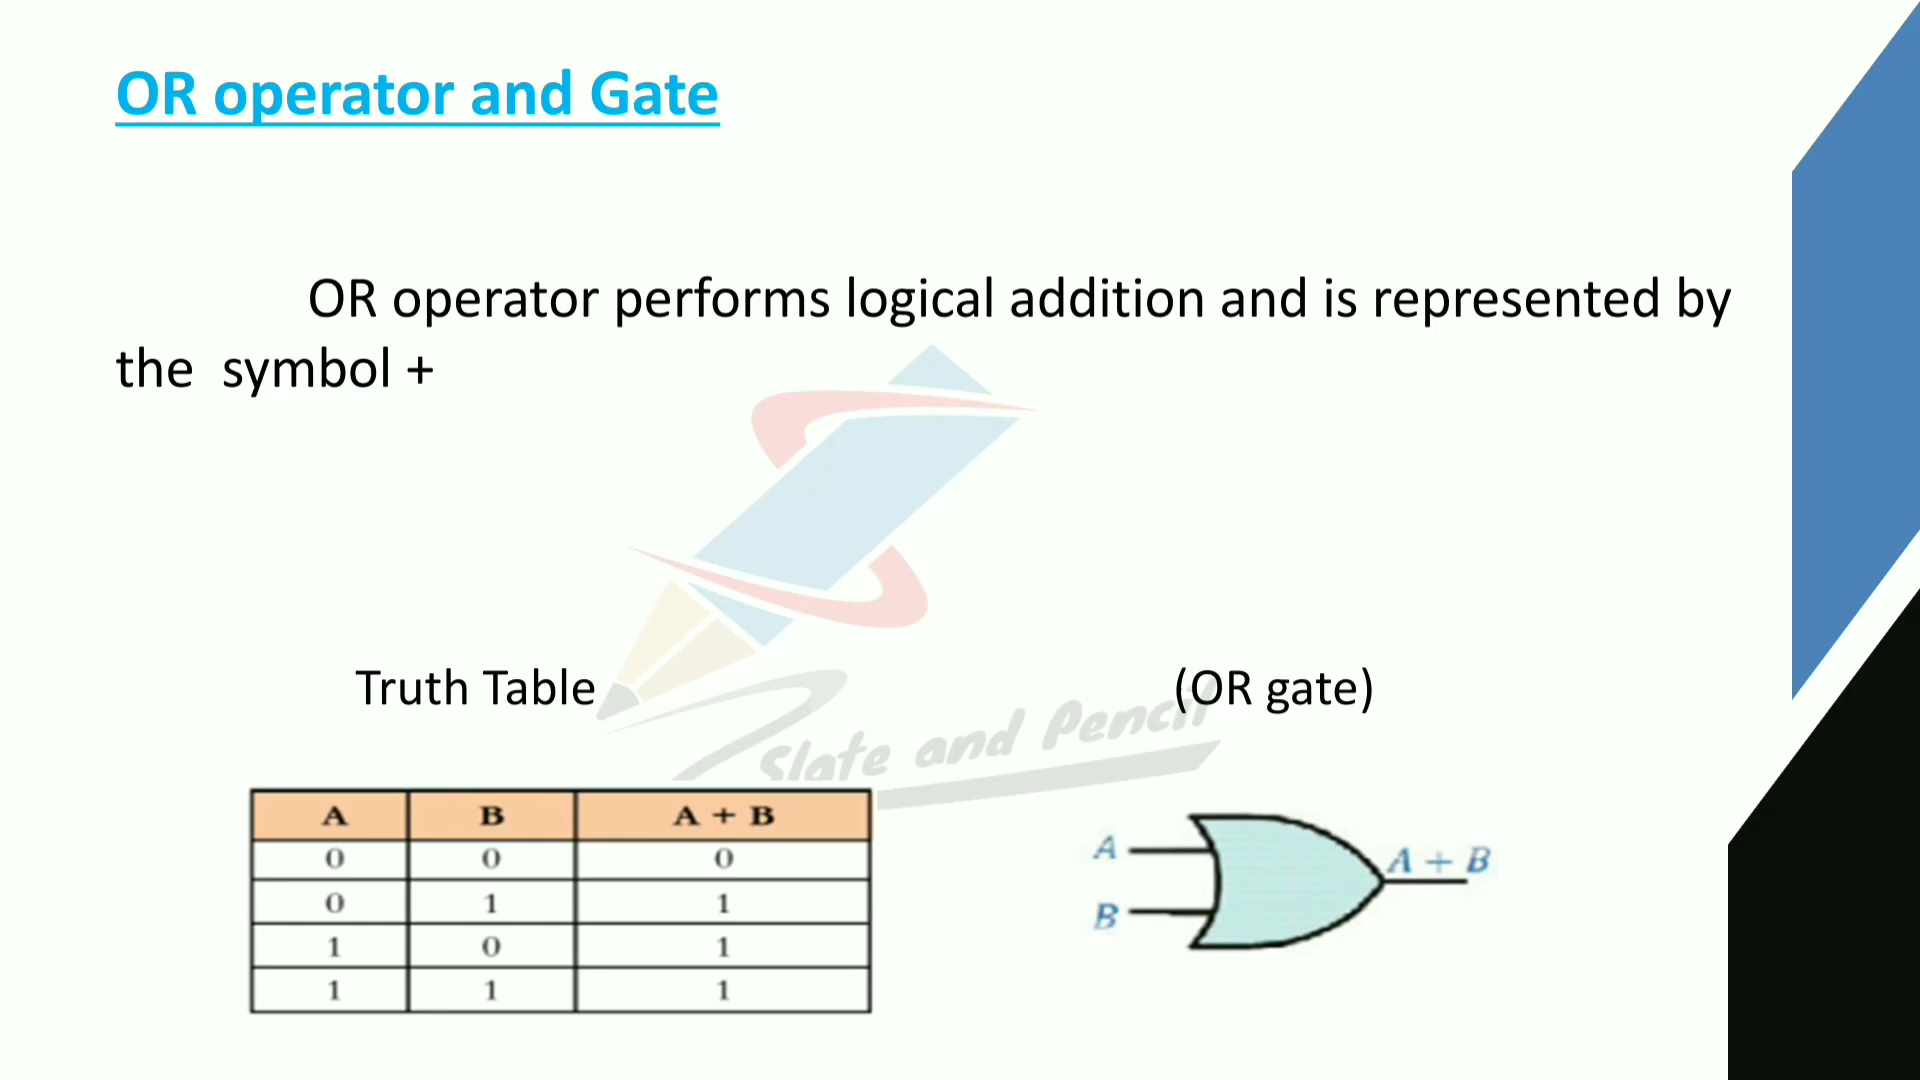 OR operator and Gate
OR operator performs logical addition and is represented by
the symbol +
Truth Table
(OR gate)
Slate and Pencil
A B A + B
0 0 0
0 1 1
1 0 1
1 1 1
A
B
A + B